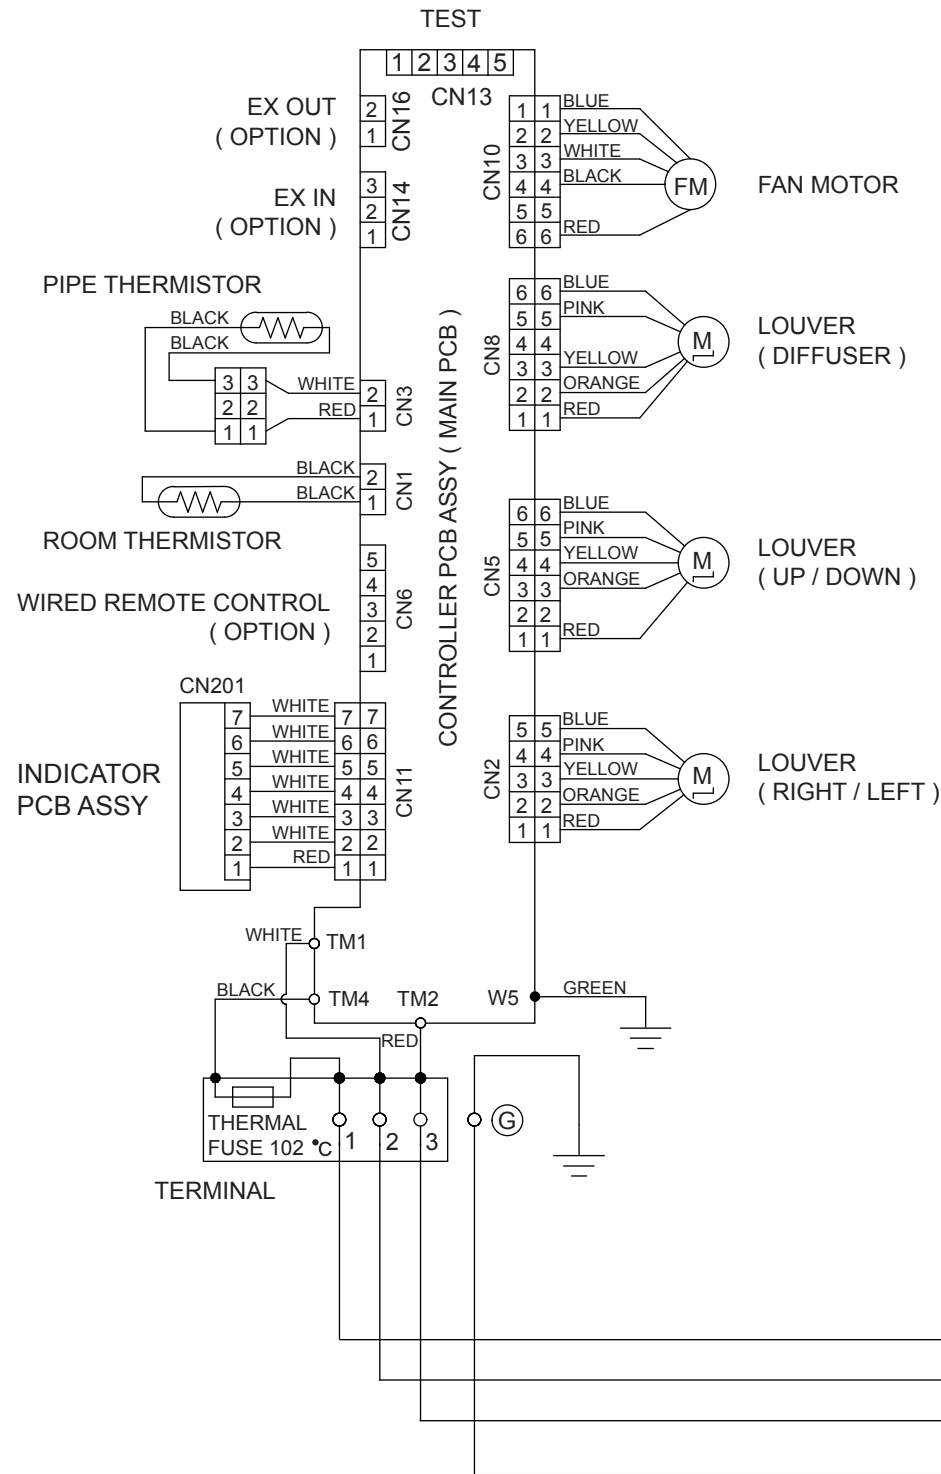 TEST
1 2 3 4 5
CN13
EX OUT
( OPTION )
2
1
CN16
EX IN
( OPTION )
3
2
1
CN14
PIPE THERMISTOR
BLACK
BLACK
3 3
2 2
1 1
WHITE
RED
2
1
CN3
BLACK
BLACK
2
1
CN1
ROOM THERMISTOR
WIRED REMOTE CONTROL
( OPTION )
5
4
3
2
1
CN6
CN201
INDICATOR
PCB ASSY
7 WHITE 7 7
6 WHITE 6 6
5 WHITE 5 5
4 WHITE 4 4
3 WHITE 3 3
2 WHITE 2 2
1 RED 1 1
CN11
CONTROLLER PCB ASSY ( MAIN PCB )
CN10
1 1 BLUE
2 2 YELLOW
3 3 WHITE
4 4 BLACK
5 5
6 6 RED
FM
FAN MOTOR
CN8
6 6 BLUE
5 5 PINK
4 4
3 3 YELLOW
2 2 ORANGE
1 1 RED
M
LOUVER
( DIFFUSER )
CN5
6 6 BLUE
5 5 PINK
4 4 YELLOW
3 3 ORANGE
2 2
1 1 RED
M
LOUVER
( UP / DOWN )
CN2
5 5 BLUE
4 4 PINK
3 3 YELLOW
2 2 ORANGE
1 1 RED
M
LOUVER
( RIGHT / LEFT )
WHITE TM1
BLACK TM4 TM2 W5 GREEN
RED
THERMAL
FUSE 102 °C
1 2 3
G
TERMINAL